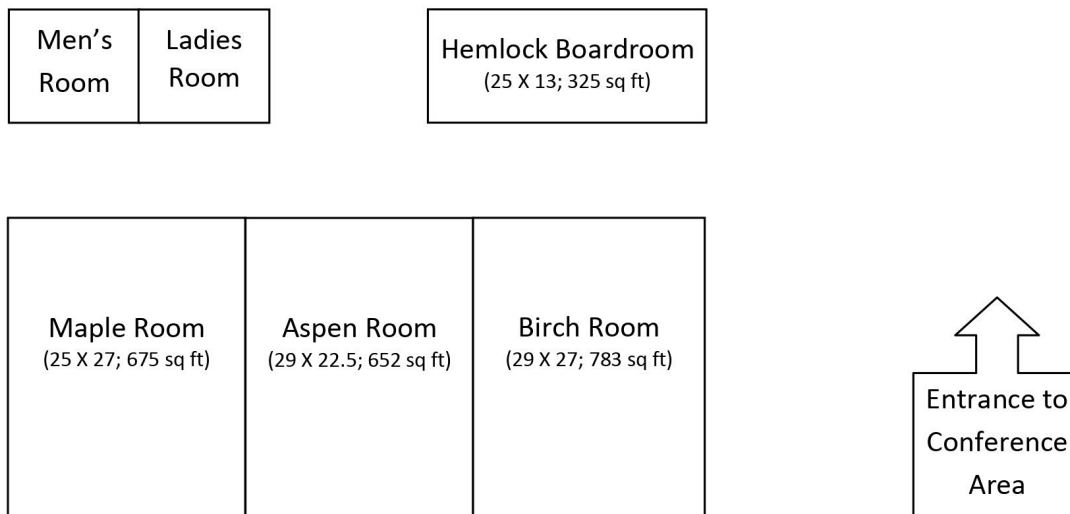 Men’s
Room
Ladies
Room
Hemlock Boardroom
(25 X 13; 325 sq ft)
Maple Room
(25 X 27; 675 sq ft)
Aspen Room
(29 X 22.5; 652 sq ft)
Birch Room
(29 X 27; 783 sq ft)
Entrance to
Conference
Area